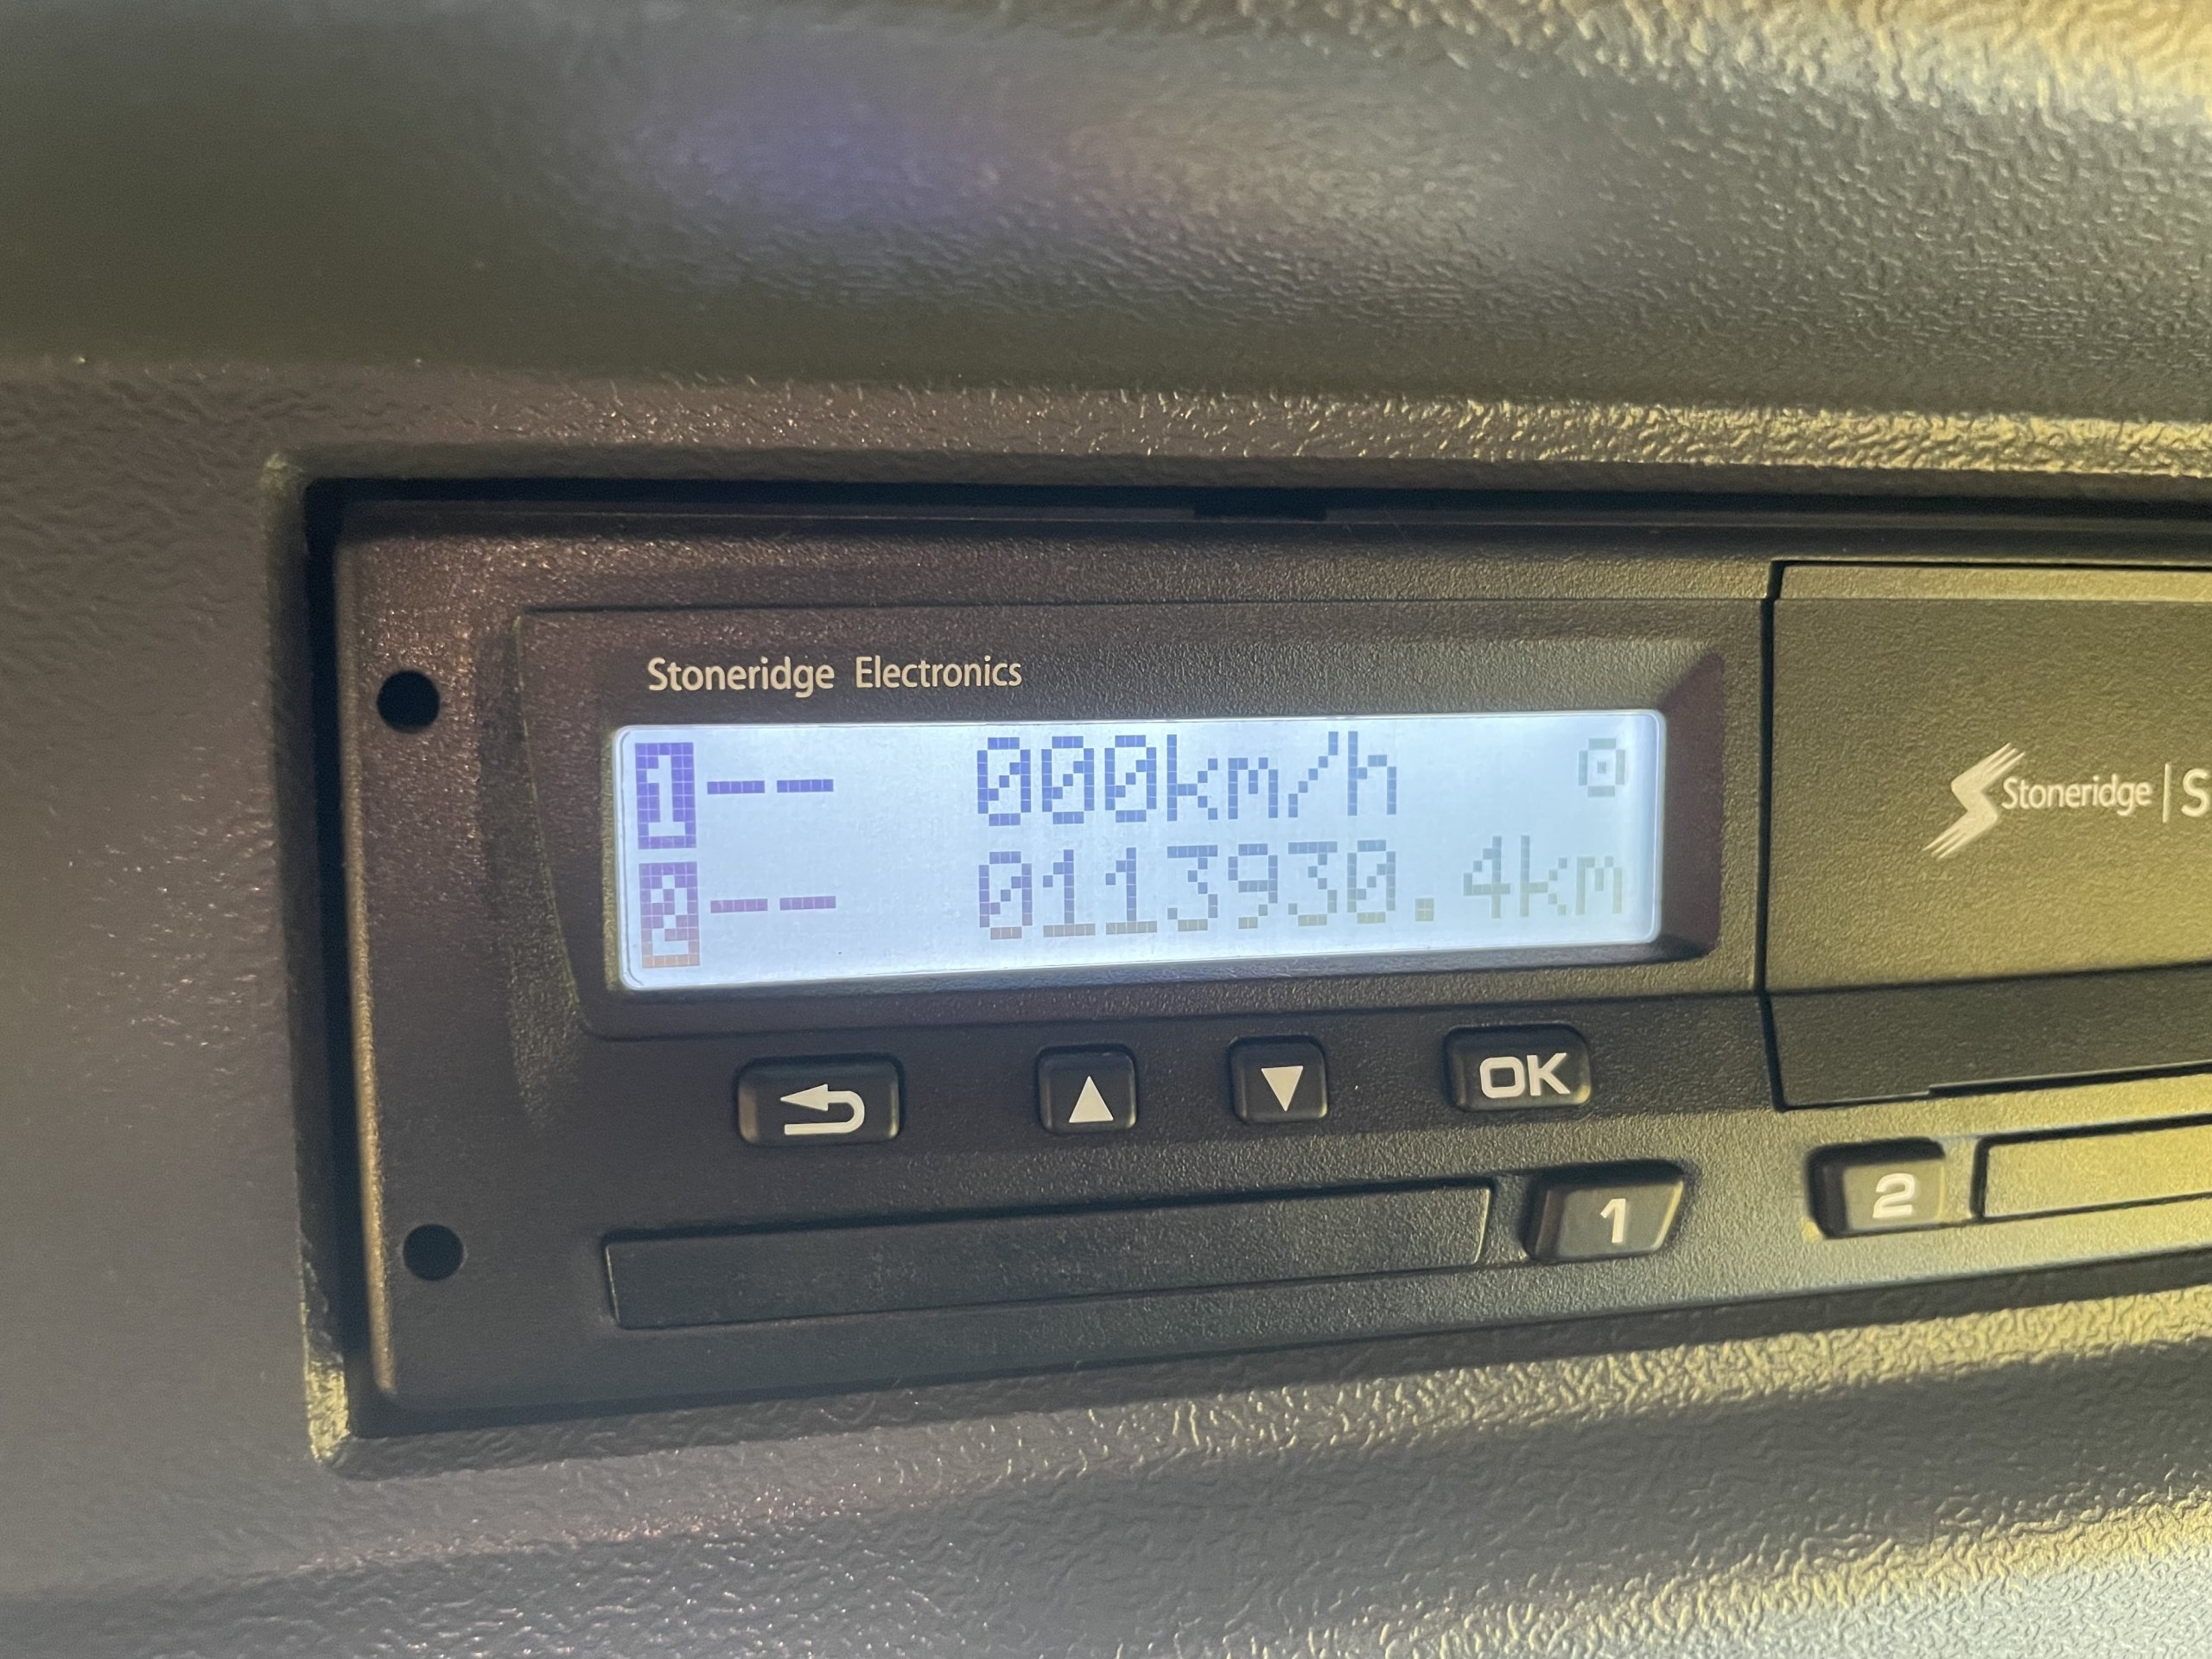 Stoneridge Electronics
1-- 000km/h
2-- 0113930.4km
Stoneridge | S
OK
1
2